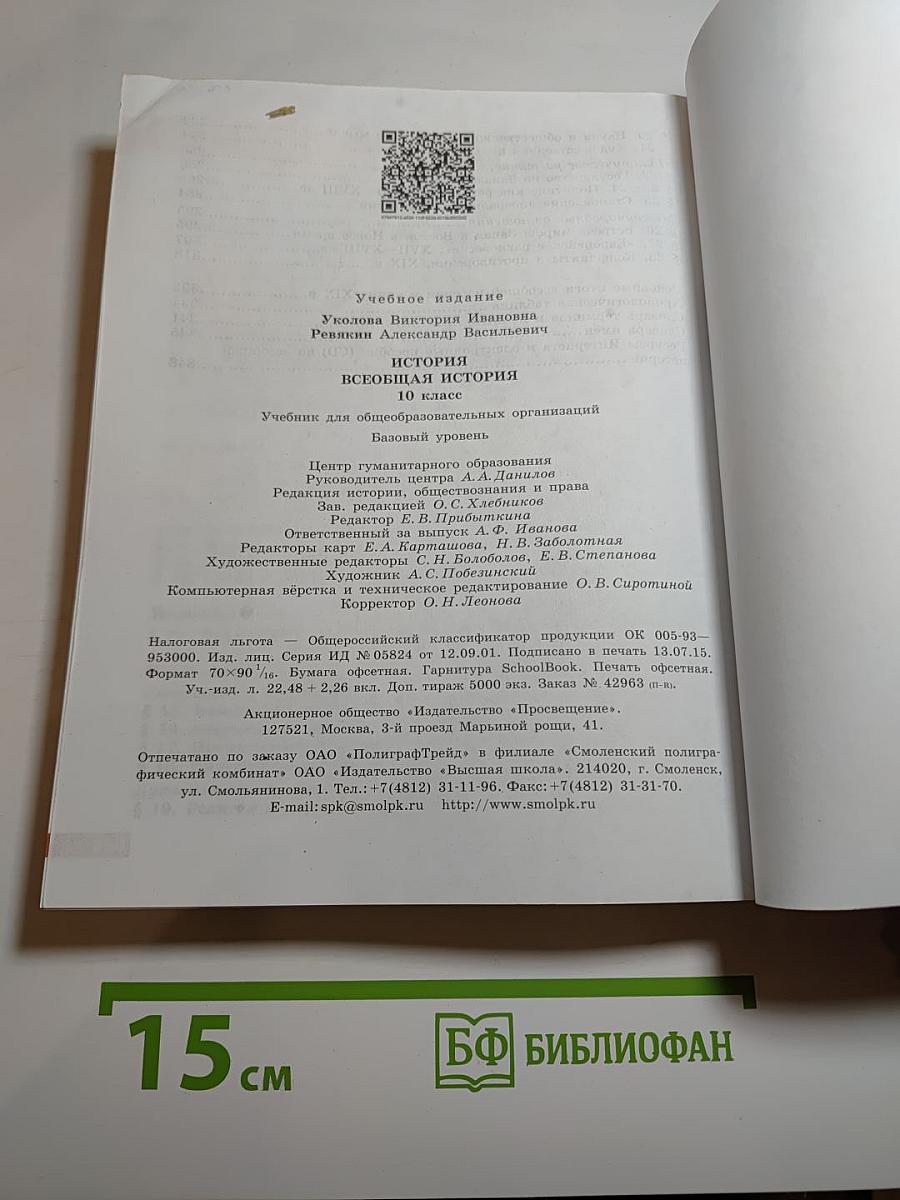 Учебное издание
Уколова Виктория Ивановна
Ревякин Александр Васильевич
ИСТОРИЯ
ВСЕОБЩАЯ ИСТОРИЯ
10 класс
Учебник для общеобразовательных организаций
Базовый уровень
Центр гуманитарного образования
Руководитель центра А. А. Данилов
Редакция истории, обществознания и права
Зав. редакцией О. С. Хлебников
Редактор Е. В. Прибыткина
Ответственный за выпуск А. Ф. Иванова
Редакторы карт Е. А. Карташова, Н. В. Заболотная
Художественные редакторы С. Н. Болоболов, Е. В. Степанова
Художник А. С. Побезинский
Компьютерная вёрстка и техническое редактирование О. В. Сиротиной
Корректор О. Н. Леонова
Налоговая льгота — Общероссийский классификатор продукции ОК 005-93—
953000. Изд. лиц. Серия ИД № 05824 от 12.09.01. Подписано в печать 13.07.15.
Формат 70×90 1/16. Бумага офсетная. Гарнитура SchoolBook. Печать офсетная.
Уч.-изд. л. 22,48 + 2,26 вкл. Доп. тираж 5000 экз. Заказ № 42963 (п-в).
Акционерное общество «Издательство «Просвещение».
127521, Москва, 3-й проезд Марьиной рощи, 41.
Отпечатано по заказу ОАО «ПолиграфТрейд» в филиале «Смоленский полигра-
фический комбинат» ОАО «Издательство «Высшая школа». 214020, г. Смоленск,
ул. Смольянинова, 1. Тел.: +7(4812) 31-11-96. Факс: +7(4812) 31-31-70.
E-mail: spk@smolpk.ru http://www.smolpk.ru
15 см
БФ БИБЛИОФАН